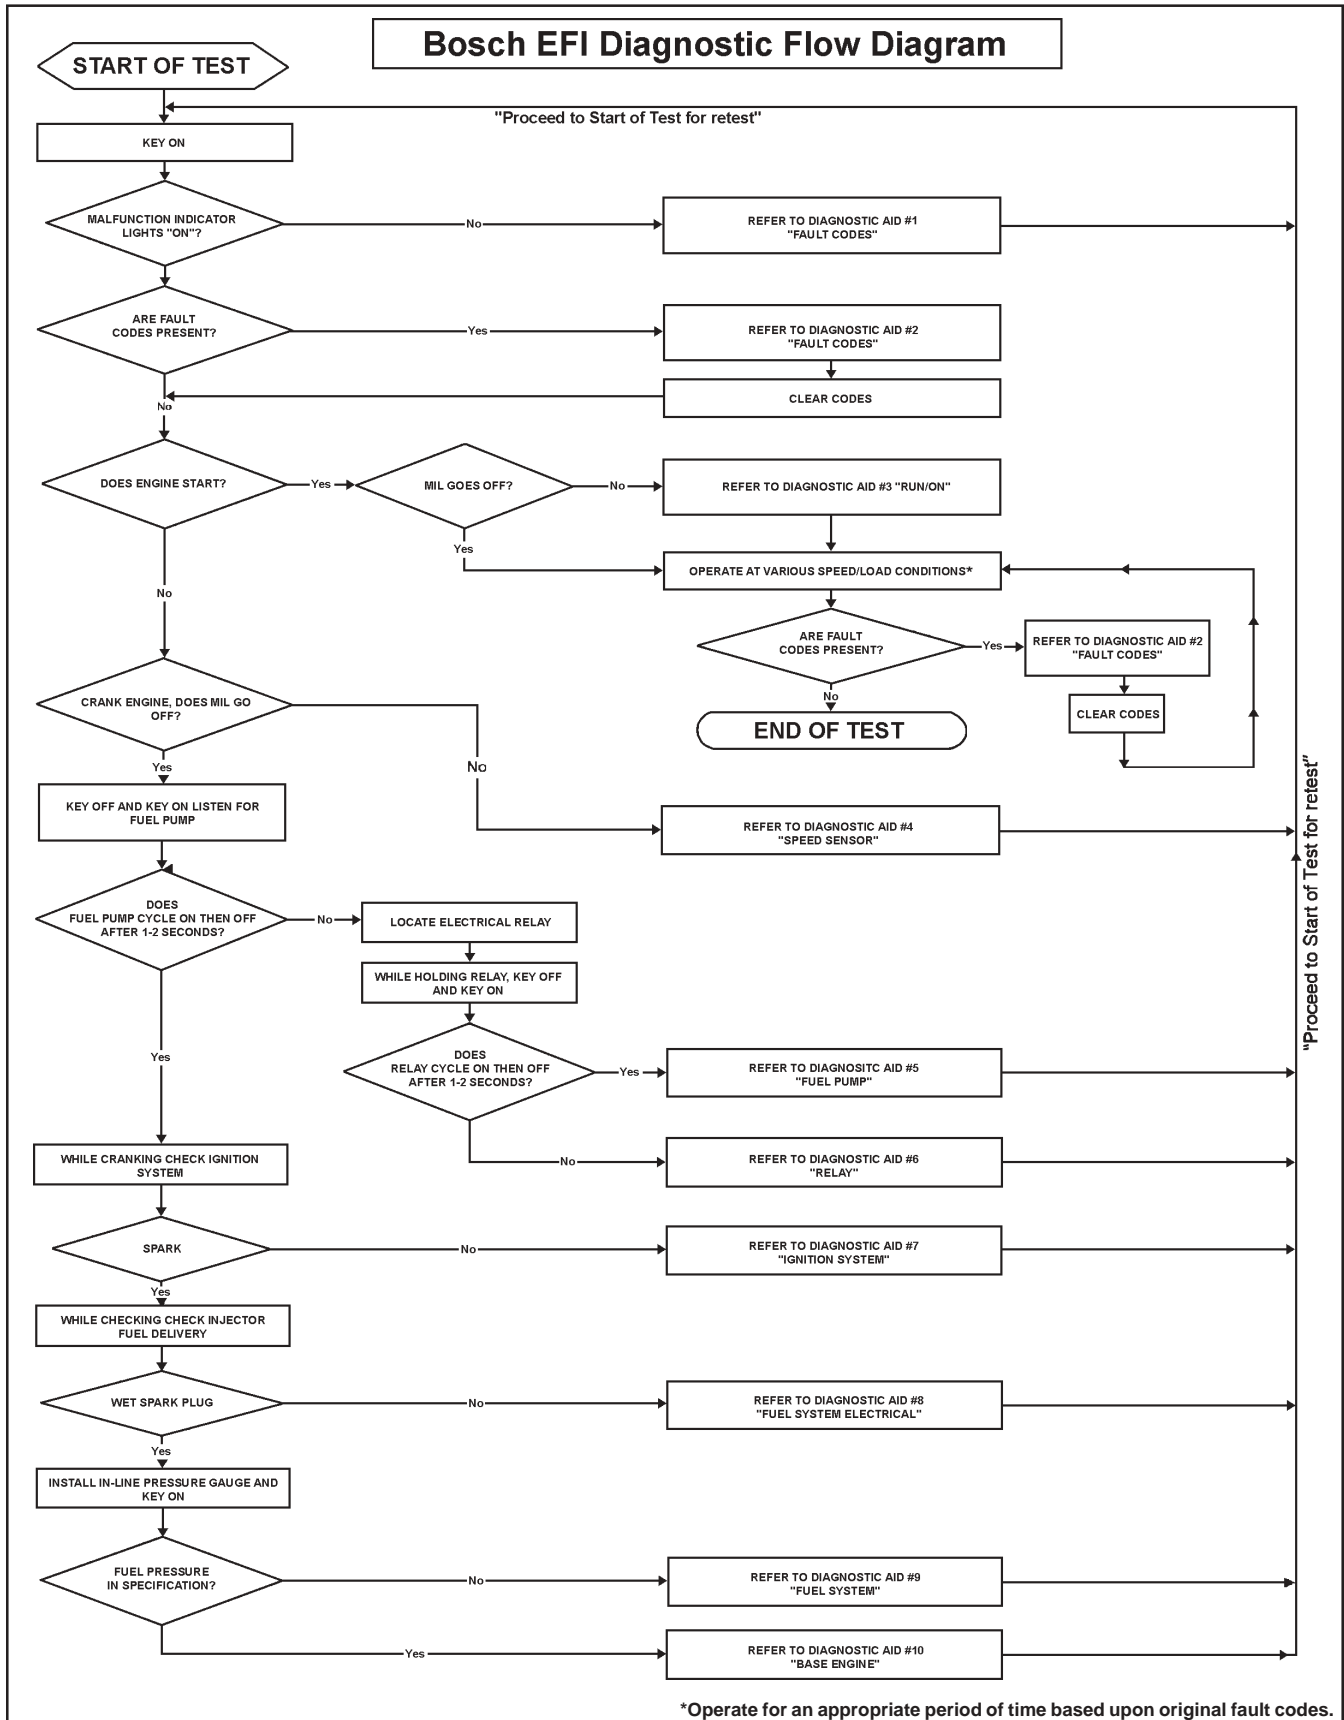 Bosch EFI Diagnostic Flow Diagram
START OF TEST
"Proceed to Start of Test for retest"
KEY ON
MALFUNCTION INDICATOR
LIGHTS "ON"?
No
REFER TO DIAGNOSTIC AID #1
"FAULT CODES"
ARE FAULT
CODES PRESENT?
Yes
REFER TO DIAGNOSTIC AID #2
"FAULT CODES"
CLEAR CODES
No
DOES ENGINE START?
Yes
MIL GOES OFF?
No
REFER TO DIAGNOSTIC AID #3 "RUN/ON"
Yes
OPERATE AT VARIOUS SPEED/LOAD CONDITIONS*
No
ARE FAULT
CODES PRESENT?
Yes
REFER TO DIAGNOSTIC AID #2
"FAULT CODES"
No
CLEAR CODES
END OF TEST
CRANK ENGINE, DOES MIL GO
OFF?
Yes
No
KEY OFF AND KEY ON LISTEN FOR
FUEL PUMP
REFER TO DIAGNOSTIC AID #4
"SPEED SENSOR"
"Proceed to Start of Test for retest"
DOES
FUEL PUMP CYCLE ON THEN OFF
AFTER 1-2 SECONDS?
No
LOCATE ELECTRICAL RELAY
WHILE HOLDING RELAY, KEY OFF
AND KEY ON
Yes
DOES
RELAY CYCLE ON THEN OFF
AFTER 1-2 SECONDS?
Yes
REFER TO DIAGNOSITC AID #5
"FUEL PUMP"
No
REFER TO DIAGNOSTIC AID #6
"RELAY"
WHILE CRANKING CHECK IGNITION
SYSTEM
SPARK
No
REFER TO DIAGNOSTIC AID #7
"IGNITION SYSTEM"
Yes
WHILE CHECKING CHECK INJECTOR
FUEL DELIVERY
WET SPARK PLUG
No
REFER TO DIAGNOSTIC AID #8
"FUEL SYSTEM ELECTRICAL"
Yes
INSTALL IN-LINE PRESSURE GAUGE AND
KEY ON
FUEL PRESSURE
IN SPECIFICATION?
No
REFER TO DIAGNOSTIC AID #9
"FUEL SYSTEM"
Yes
REFER TO DIAGNOSTIC AID #10
"BASE ENGINE"
*Operate for an appropriate period of time based upon original fault codes.